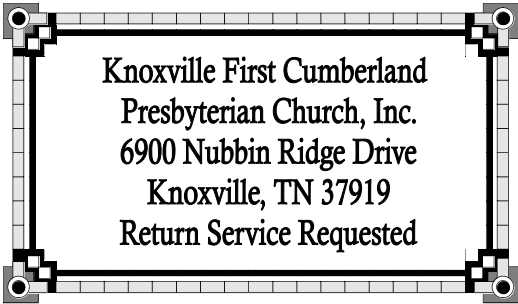 Knoxville First Cumberland
Presbyterian Church, Inc.
6900 Nubbin Ridge Drive
Knoxville, TN 37919
Return Service Requested